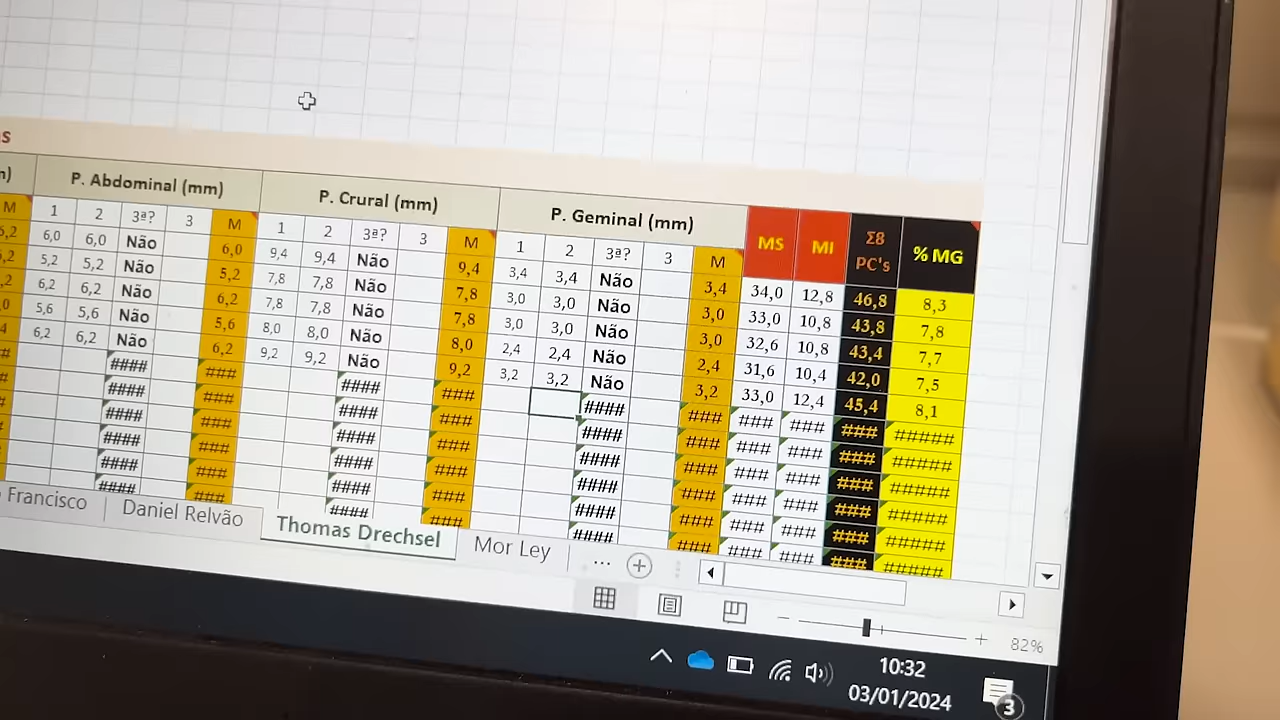 s
) P. Abdominal (mm) P. Crural (mm) P. Geminal (mm) MS MI Σ8 PC's % MG
M 1 2 3ª? 3 M 1 2 3ª? 3 M 1 2 3ª? 3 M
,2 6,0 6,0 Não 6,0 9,4 9,4 Não 9,4 3,4 3,4 Não 3,4 34,0 12,8 46,8 8,3
,2 5,2 5,2 Não 5,2 7,8 7,8 Não 7,8 3,0 3,0 Não 3,0 33,0 10,8 43,8 7,8
,2 6,2 6,2 Não 6,2 7,8 7,8 Não 7,8 3,0 3,0 Não 3,0 32,6 10,8 43,4 7,7
,0 5,6 5,6 Não 5,6 8,0 8,0 Não 8,0 2,4 2,4 Não 2,4 31,6 10,4 42,0 7,5
4 6,2 6,2 Não 6,2 9,2 9,2 Não 9,2 3,2 3,2 Não 3,2 33,0 12,4 45,4 8,1
# #### ### #### ### #### ### ### ### ### #####
# #### ### #### ### #### ### ### ### ### #####
# #### ### #### ### #### ### ### ### ### #####
# #### ### #### ### #### ### ### ### ### #####
# #### ### #### ### #### ### ### ### ### #####
# #### ### #### ### #### ### ### ### ### #####
Francisco Daniel Relvão Thomas Drechsel Mor Ley ... +
− + 82%
10:32
03/01/2024 3